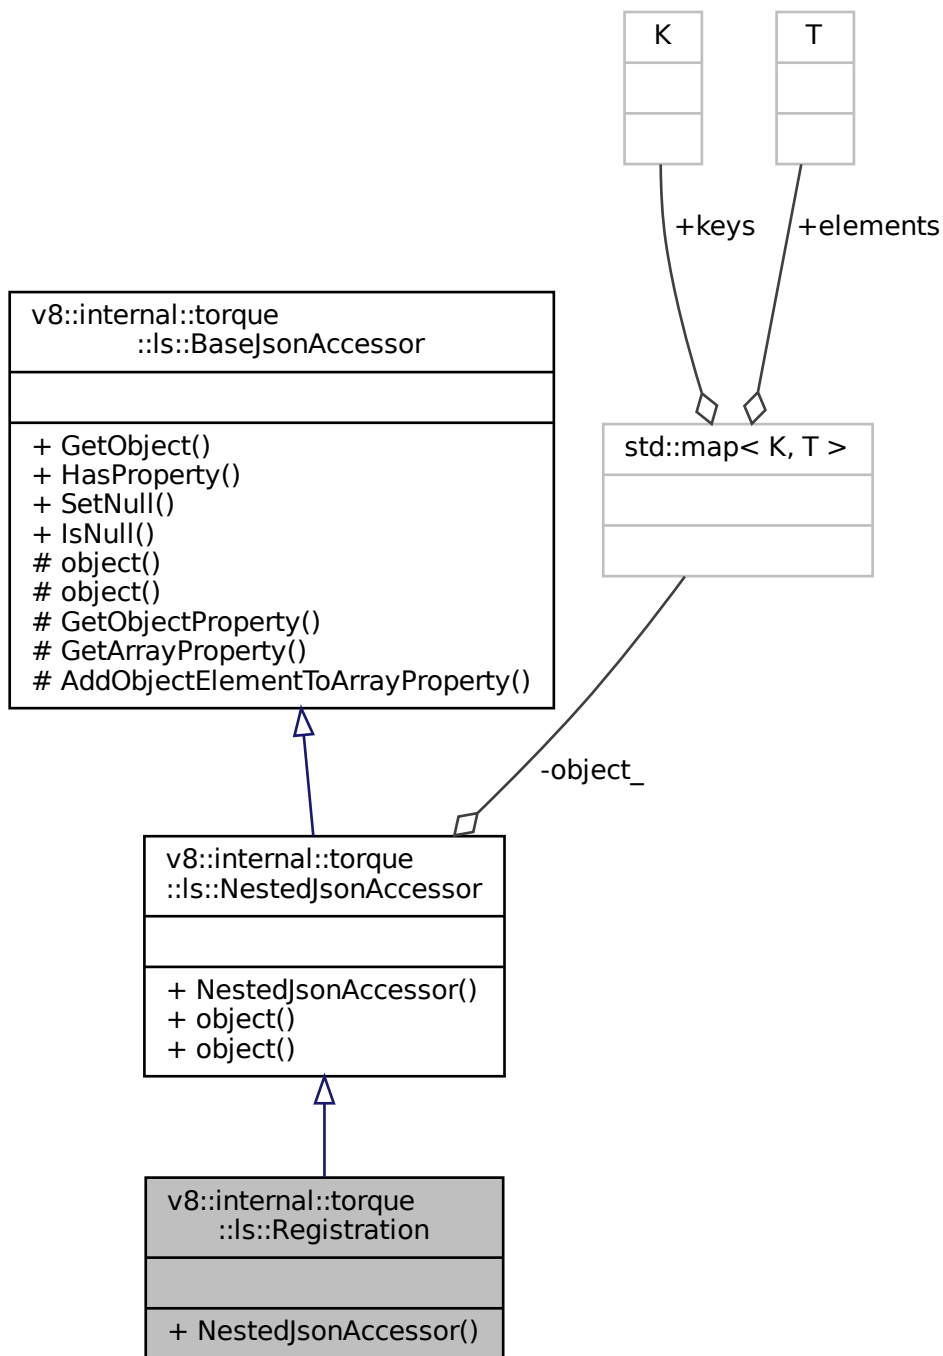 K
T
+keys
+elements
v8::internal::torque
::ls::BaseJsonAccessor
+ GetObject()
+ HasProperty()
+ SetNull()
+ IsNull()
# object()
# object()
# GetObjectProperty()
# GetArrayProperty()
# AddObjectElementToArrayProperty()
std::map< K, T >
-object_
v8::internal::torque
::ls::NestedJsonAccessor
+ NestedJsonAccessor()
+ object()
+ object()
v8::internal::torque
::ls::Registration
+ NestedJsonAccessor()